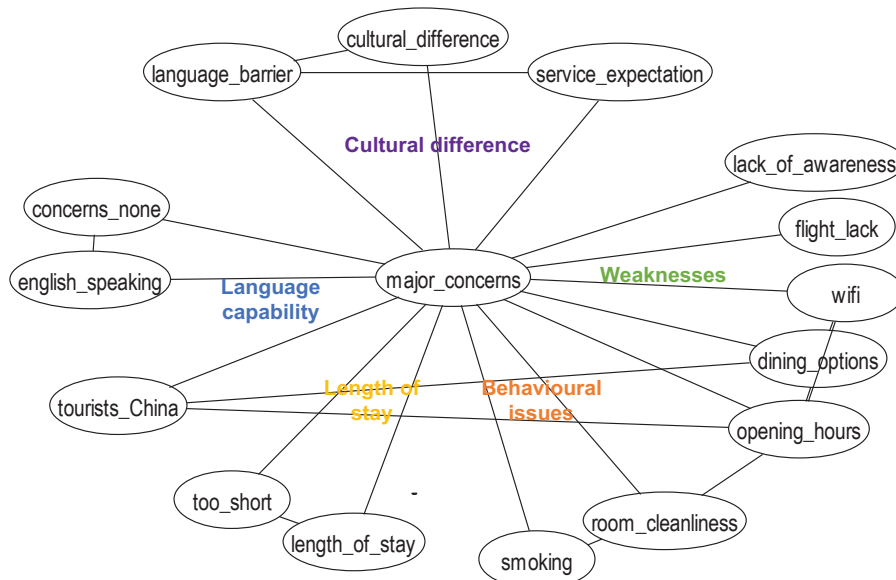 cultural_difference
language_barrier
service_expectation
Cultural difference
lack_of_awareness
concerns_none
flight_lack
english_speaking
major_concerns
Weaknesses
Language
capability
wifi
dining_options
tourists_China
Length of
stay
Behavioural
issues
opening_hours
too_short
-
room_cleanliness
length_of_stay
smoking